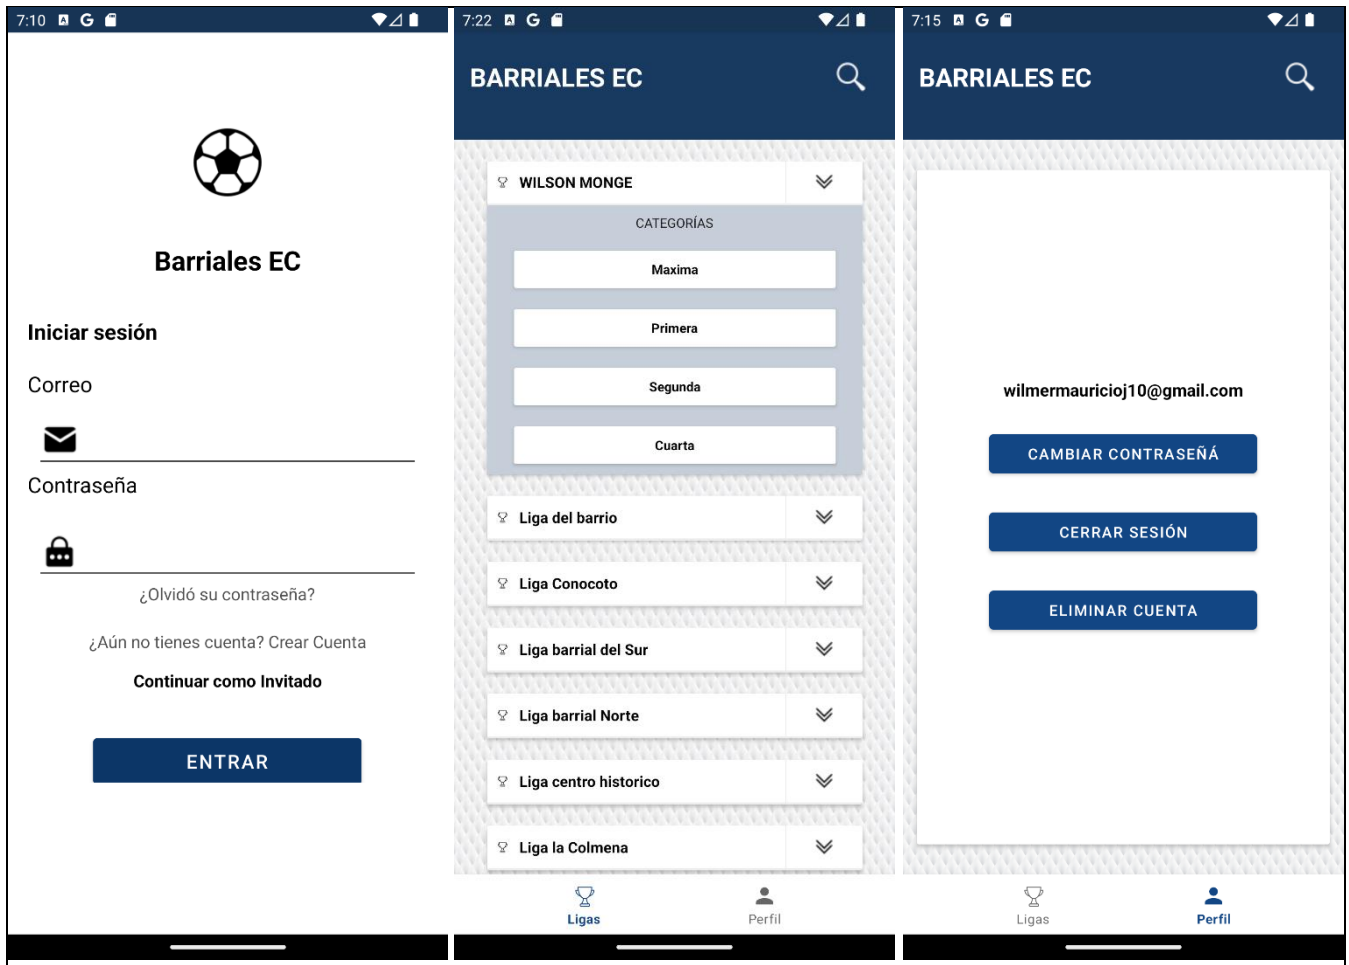 7:10 A G
Barriales EC
Iniciar sesión
Correo
Contraseña
¿Olvidó su contraseña?
¿Aún no tienes cuenta? Crear Cuenta
Continuar como Invitado
ENTRAR
7:22 A G
BARRIALES EC
WILSON MONGE
CATEGORÍAS
Maxima
Primera
Segunda
Cuarta
Liga del barrio
Liga Conocoto
Liga barrial del Sur
Liga barrial Norte
Liga centro historico
Liga la Colmena
Ligas Perfil
7:15 A G
BARRIALES EC
wilmermauricioj10@gmail.com
CAMBIAR CONTRASEÑÁ
CERRAR SESIÓN
ELIMINAR CUENTA
Ligas Perfil